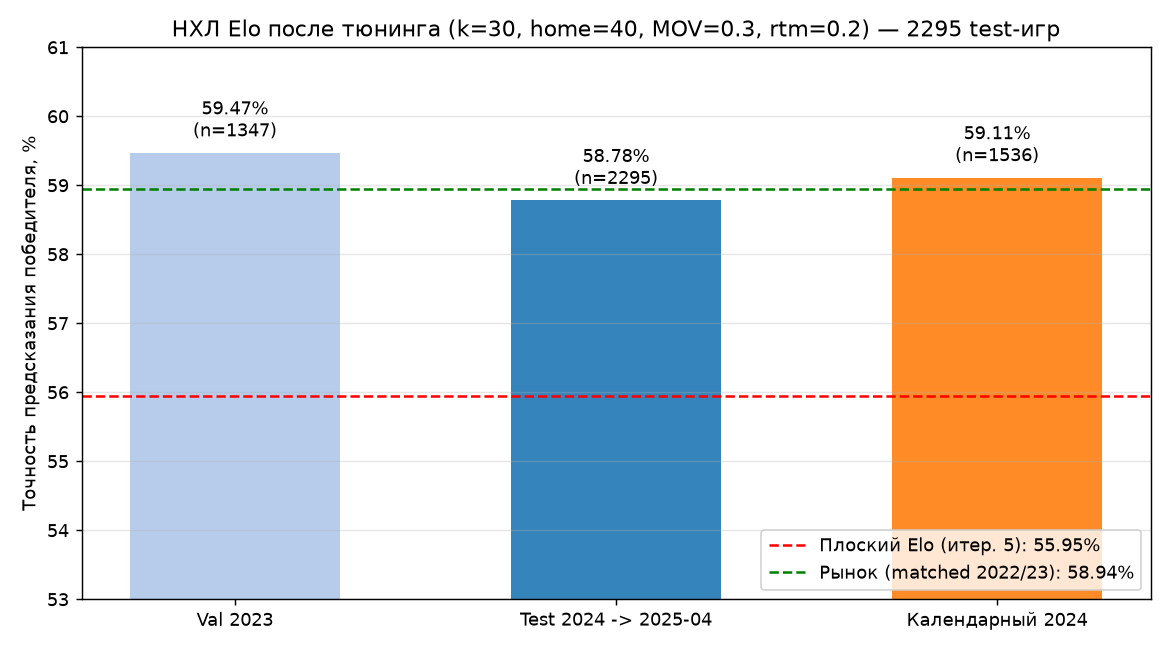 НХЛ Elo после тюнинга (k=30, home=40, MOV=0.3, rtm=0.2) — 2295 test-игр
Точность предсказания победителя, %
61
60
59
58
57
56
55
54
53
59.47%
(n=1347)
58.78%
(n=2295)
59.11%
(n=1536)
Плоский Elo (итер. 5): 55.95%
Рынок (matched 2022/23): 58.94%
Val 2023
Test 2024 -> 2025-04
Календарный 2024